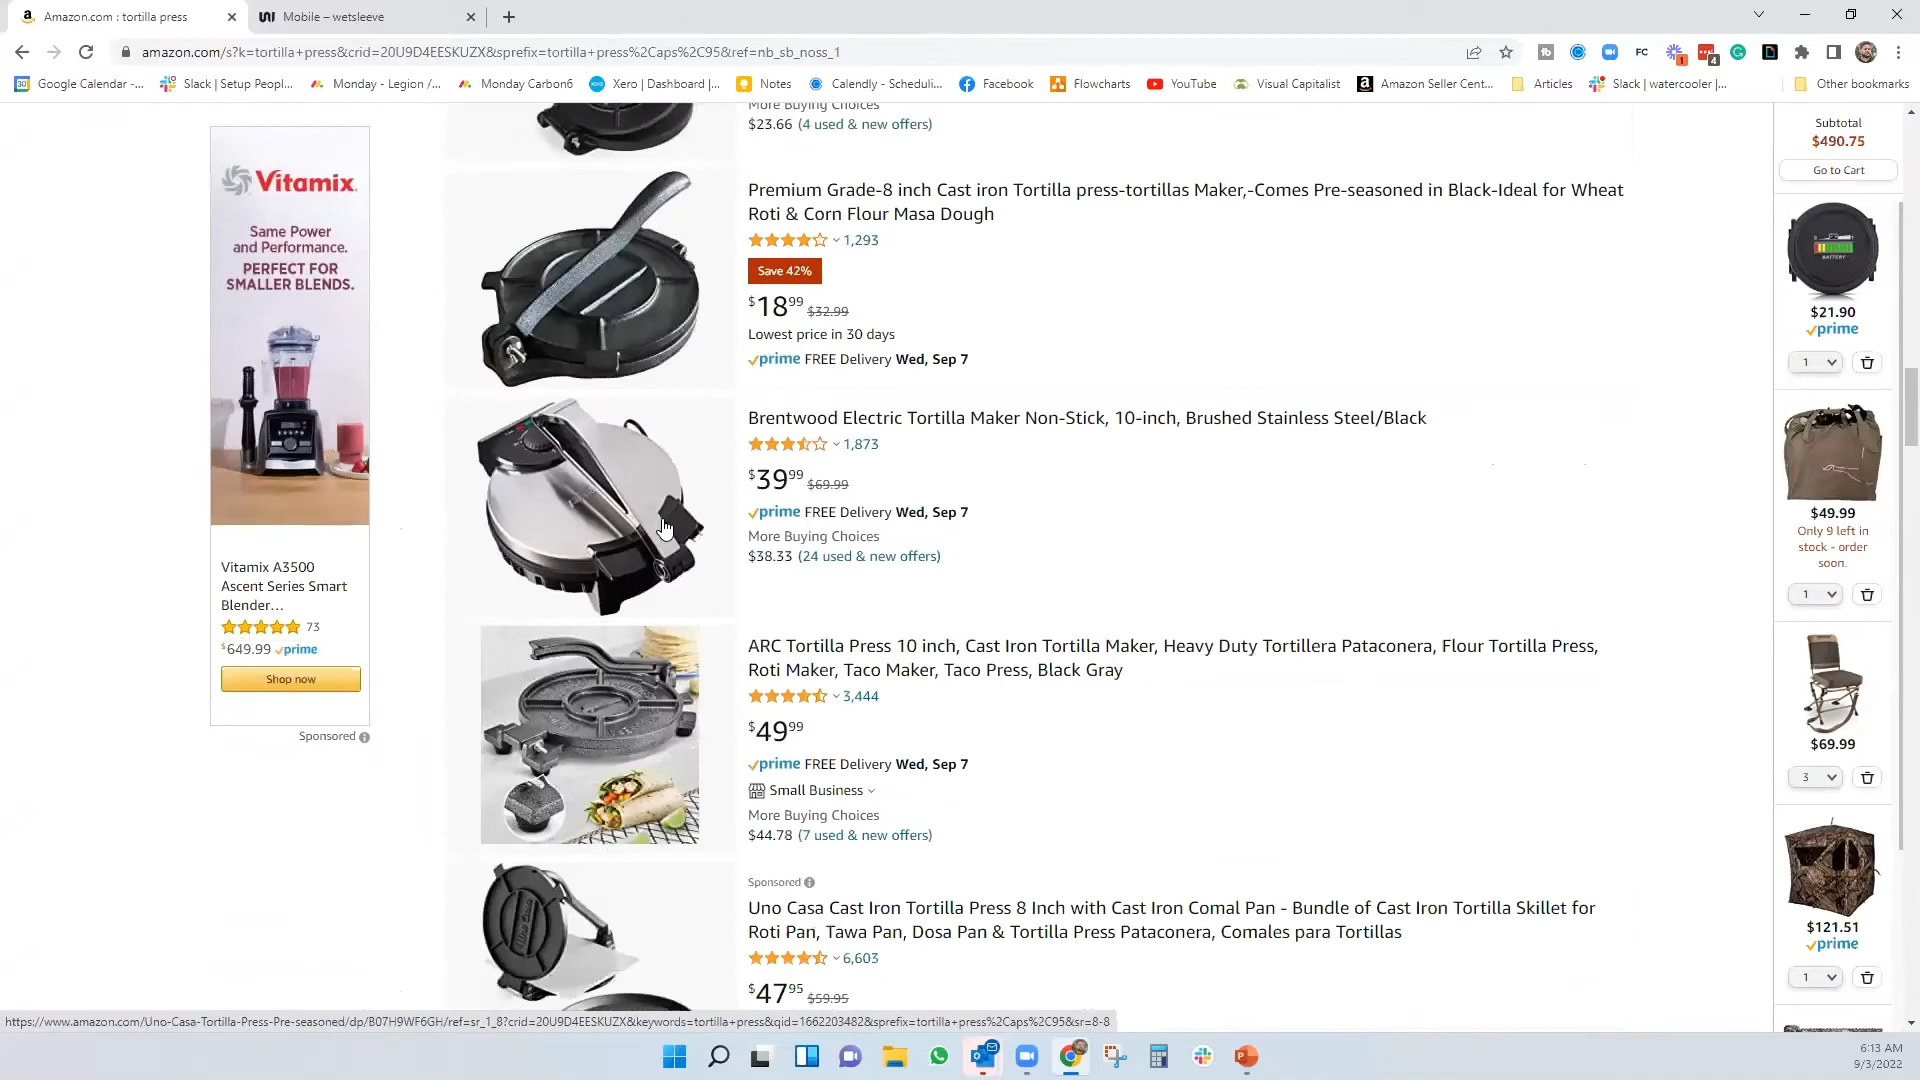 Amazon.com : tortilla press
Mobile – wetsleeve
amazon.com/s?k=tortilla+press&crid=20U9D4EESKUZX&sprefix=tortilla+press%2Caps%2C95&ref=nb_sb_noss_1
Google Calendar -...
Slack | Setup Peopl...
Monday - Legion /...
Monday Carbon6
Xero | Dashboard |...
Notes
Calendly - Scheduli...
Facebook
Flowcharts
YouTube
Visual Capitalist
Amazon Seller Cent...
Articles
Slack | watercooler |...
Other bookmarks
Vitamix.
Same Power
and Performance.
PERFECT FOR
SMALLER BLENDS.
Vitamix A3500
Ascent Series Smart
Blender...
73
$649.99 prime
Shop now
Sponsored
More Buying Choices
$23.66 (4 used & new offers)
Premium Grade-8 inch Cast iron Tortilla press-tortillas Maker,-Comes Pre-seasoned in Black-Ideal for Wheat
Roti & Corn Flour Masa Dough
1,293
Save 42%
$18.99 $32.99
Lowest price in 30 days
prime FREE Delivery Wed, Sep 7
Brentwood Electric Tortilla Maker Non-Stick, 10-inch, Brushed Stainless Steel/Black
1,873
$39.99 $69.99
prime FREE Delivery Wed, Sep 7
More Buying Choices
$38.33 (24 used & new offers)
ARC Tortilla Press 10 inch, Cast Iron Tortilla Maker, Heavy Duty Tortillera Pataconera, Flour Tortilla Press,
Roti Maker, Taco Maker, Taco Press, Black Gray
3,444
$49.99
prime FREE Delivery Wed, Sep 7
Small Business
More Buying Choices
$44.78 (7 used & new offers)
Sponsored
Uno Casa Cast Iron Tortilla Press 8 Inch with Cast Iron Comal Pan - Bundle of Cast Iron Tortilla Skillet for
Roti Pan, Tawa Pan, Dosa Pan & Tortilla Press Pataconera, Comales para Tortillas
6,603
$47.95 $59.95
Subtotal
$490.75
Go to Cart
BATTERY
$21.90
prime
1
$49.99
Only 9 left in
stock - order
soon.
1
$69.99
3
$121.51
prime
1
https://www.amazon.com/Uno-Casa-Tortilla-Press-Pre-seasoned/dp/B07H9WF6GH/ref=sr_1_8?crid=20U9D4EESKUZX&keywords=tortilla+press&qid=1662203482&sprefix=tortilla+press%2Caps%2C95&sr=8-8
6:13 AM
9/3/2022